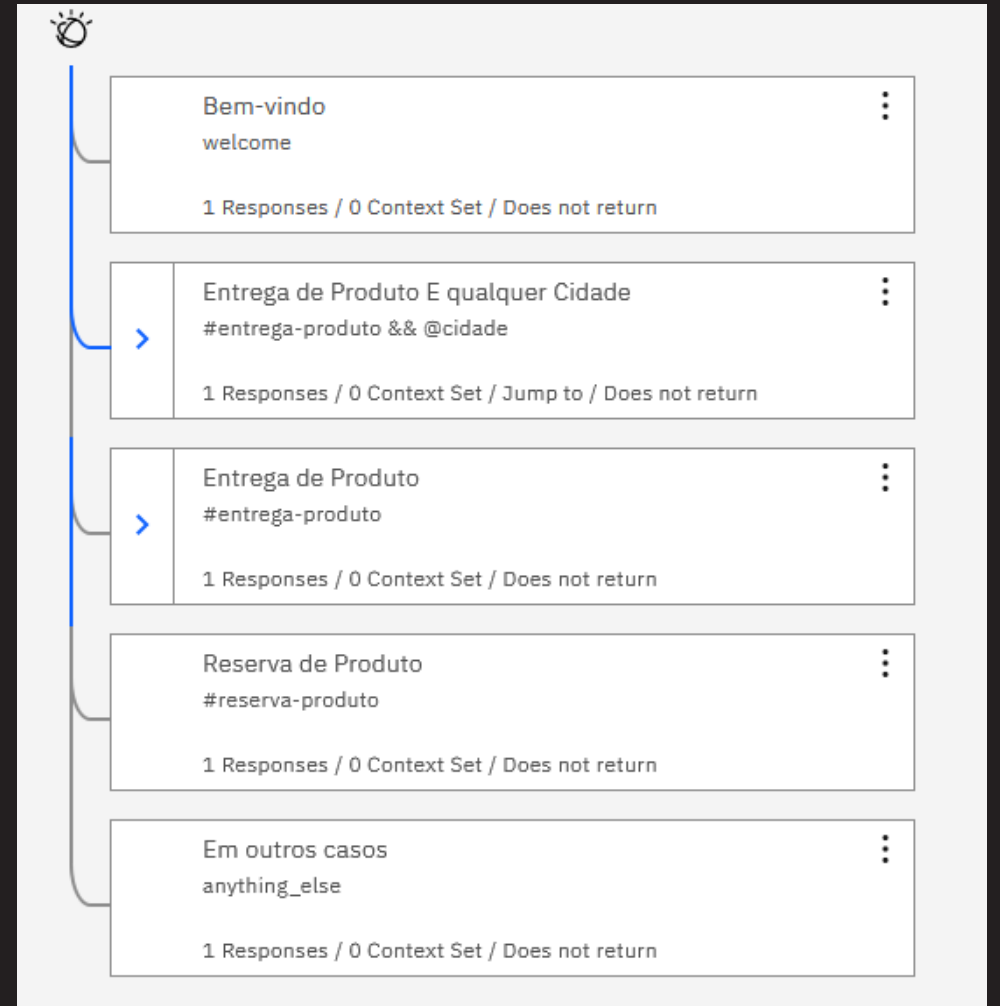 Bem-vindo
welcome
1 Responses / 0 Context Set / Does not return
Entrega de Produto E qualquer Cidade
#entrega-produto && @cidade
1 Responses / 0 Context Set / Jump to / Does not return
Entrega de Produto
#entrega-produto
1 Responses / 0 Context Set / Does not return
Reserva de Produto
#reserva-produto
1 Responses / 0 Context Set / Does not return
Em outros casos
anything_else
1 Responses / 0 Context Set / Does not return